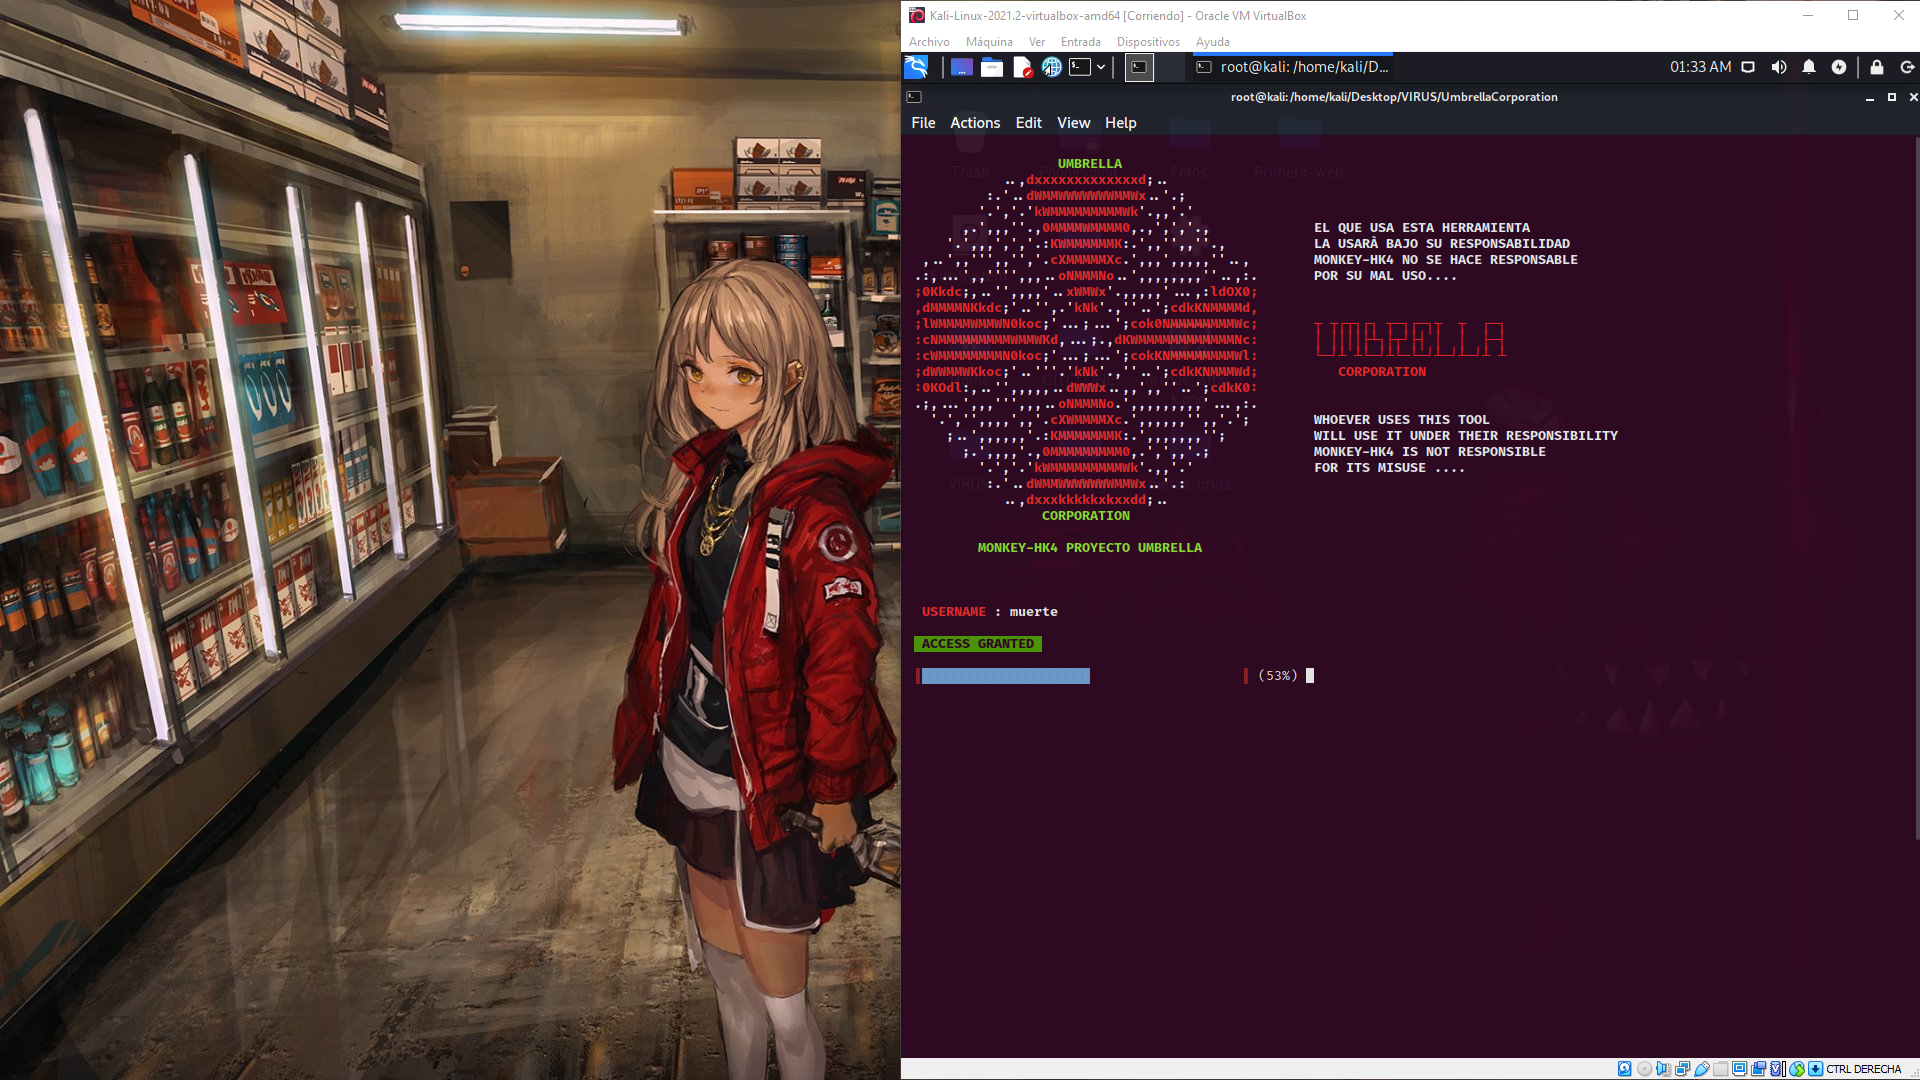 Kali-Linux-2021.2-virtualbox-amd64 [Corriendo] - Oracle VM VirtualBox
Archivo Máquina Ver Entrada Dispositivos Ayuda
root@kali: /home/kali/D... 01:33 AM
root@kali:/home/kali/Desktop/VIRUS/UmbrellaCorporation
File Actions Edit View Help
Trash Fotos Primera-web
UMBRELLA
EL QUE USA ESTA HERRAMIENTA
LA USARÀ BAJO SU RESPONSABILIDAD
MONKEY-HK4 NO SE HACE RESPONSABLE
POR SU MAL USO....
CORPORATION
WHOEVER USES THIS TOOL
WILL USE IT UNDER THEIR RESPONSIBILITY
MONKEY-HK4 IS NOT RESPONSIBLE
FOR ITS MISUSE ....
CORPORATION
MONKEY-HK4 PROYECTO UMBRELLA
USERNAME : muerte
ACCESS GRANTED
(53%)
CTRL DERECHA